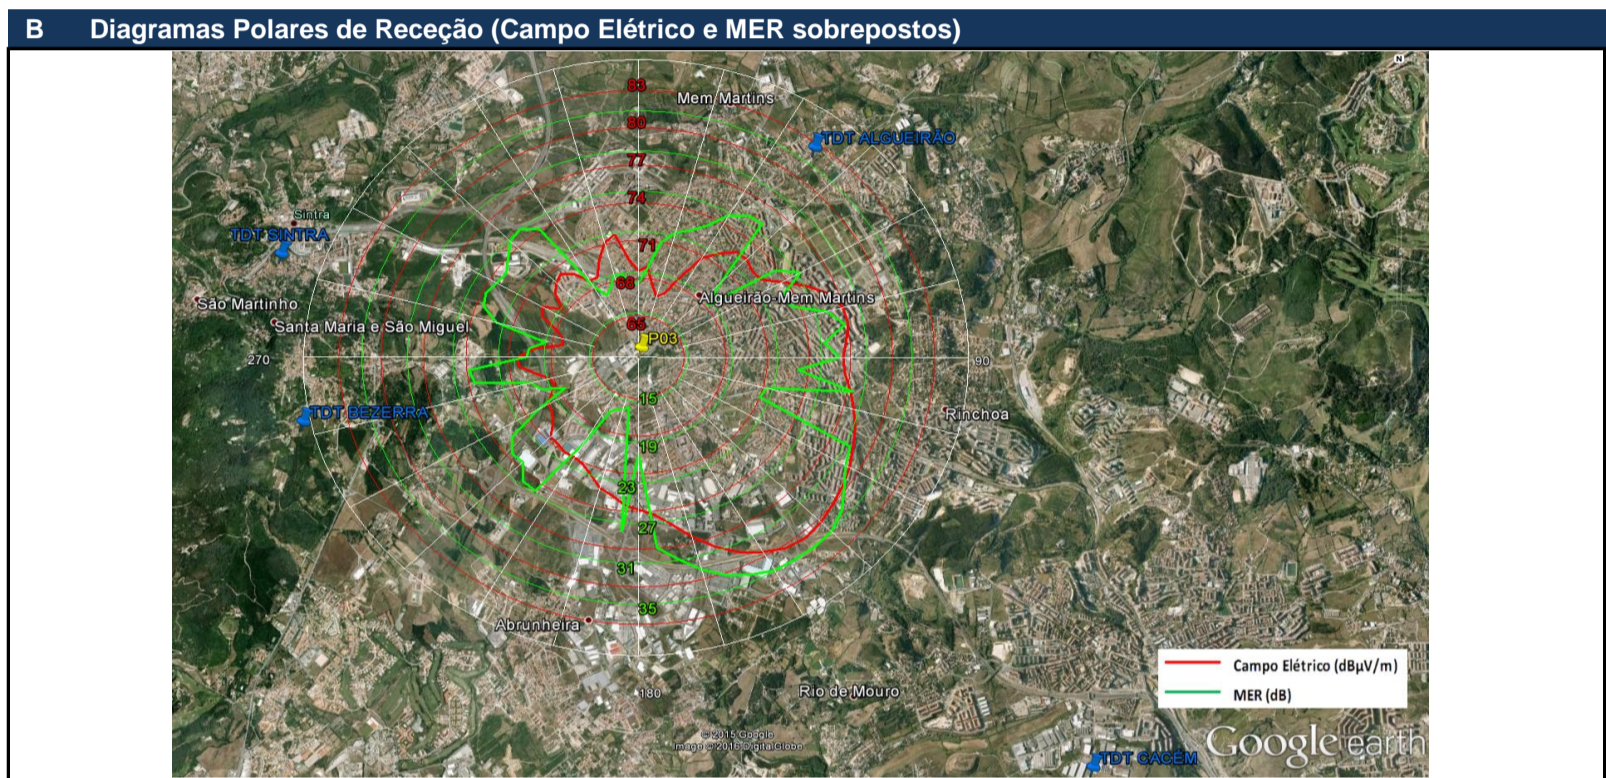 B Diagramas Polares de Receção (Campo Elétrico e MER sobrepostos)
N
83
Mem Martins
80
TDT ALGUEIRÃO
77
74
Sintra
TDT SINTRA
71
68
São Martinho
Algueirão-Mem Martins
Santa Maria e São Miguel
65
P03
270
90
15
TDT BEZERRA
Rinchoa
19
23
27
31
35
Abrunheira
180
Rio de Mouro
Campo Elétrico (dBµV/m)
MER (dB)
© 2015 Google
Image © 2016 DigitalGlobe
Google earth
TDT CACÉM